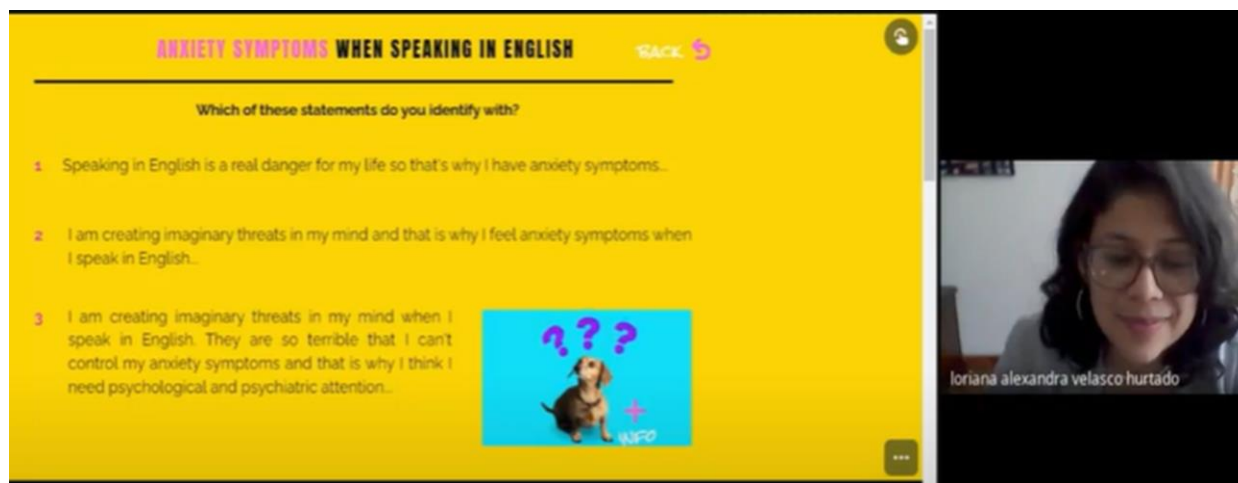 ANXIETY SYMPTOMS WHEN SPEAKING IN ENGLISH
BACK
Which of these statements do you identify with?
1 Speaking in English is a real danger for my life so that's why I have anxiety symptoms...
2 I am creating imaginary threats in my mind and that is why I feel anxiety symptoms when
I speak in English...
3 I am creating imaginary threats in my mind when I
speak in English. They are so terrible that I can't
control my anxiety symptoms and that is why I think I
need psychological and psychiatric attention...
???
+
INFO
loriana alexandra velasco hurtado